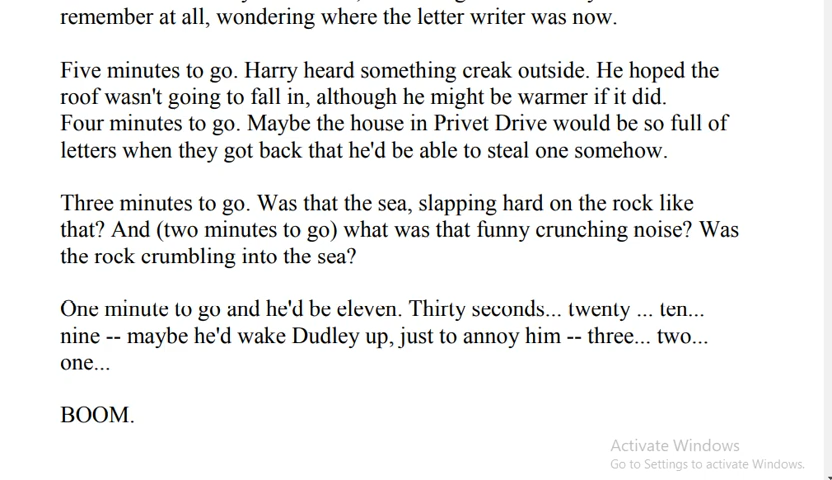 remember at all, wondering where the letter writer was now.
Five minutes to go. Harry heard something creak outside. He hoped the
roof wasn't going to fall in, although he might be warmer if it did.
Four minutes to go. Maybe the house in Privet Drive would be so full of
letters when they got back that he'd be able to steal one somehow.
Three minutes to go. Was that the sea, slapping hard on the rock like
that? And (two minutes to go) what was that funny crunching noise? Was
the rock crumbling into the sea?
One minute to go and he'd be eleven. Thirty seconds... twenty ... ten...
nine -- maybe he'd wake Dudley up, just to annoy him -- three... two...
one...
BOOM.
Activate Windows
Go to Settings to activate Windows.